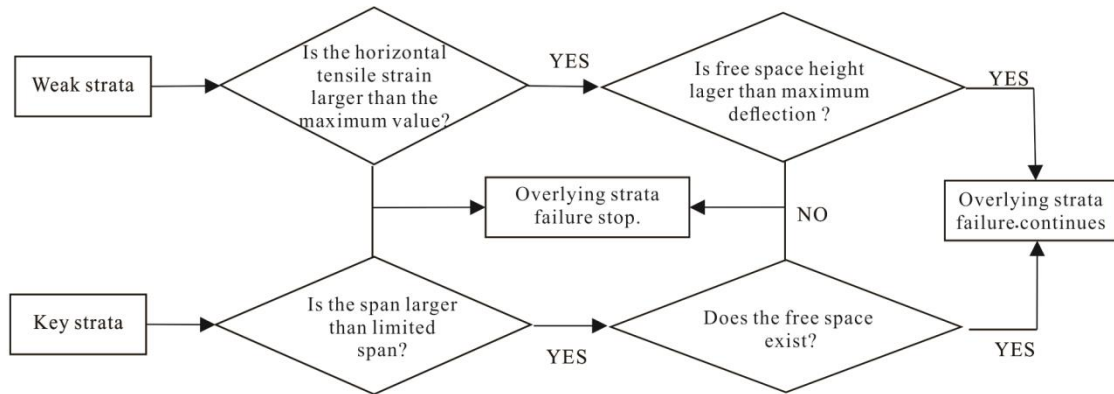 Weak strata
Is the horizontal
tensile strain
larger than the
maximum value?
YES
Is free space height
lager than maximum
deflection ?
YES
Overlying strata
failure stop.
NO
Overlying strata
failure.continues
Key strata
Is the span larger
than limited
span?
YES
Does the free space
exist?
YES